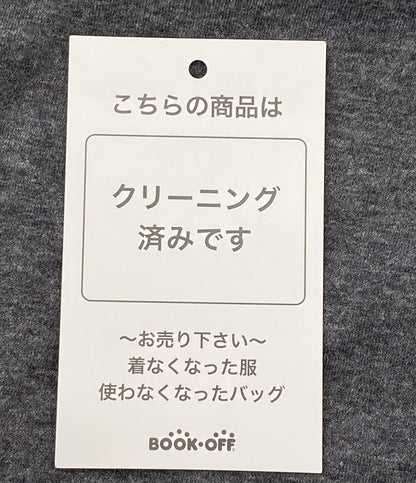 こちらの商品は
クリーニング
済みです
〜お売り下さい〜
着なくなった服
使わなくなったバッグ
BOOK・OFF